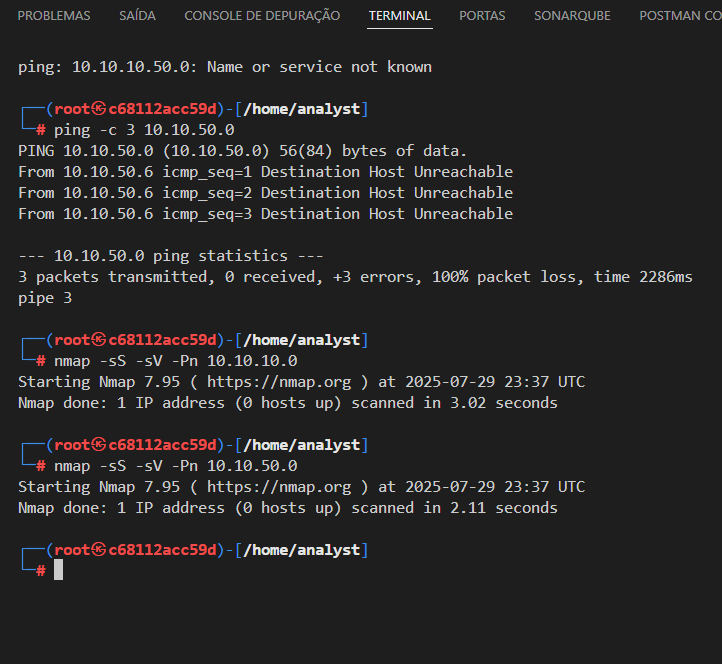 PROBLEMAS SAÍDA CONSOLE DE DEPURAÇÃO TERMINAL PORTAS SONARQUBE POSTMAN CO
ping: 10.10.10.50.0: Name or service not known
┌──(root㉿c68112acc59d)-[/home/analyst]
└─# ping -c 3 10.10.50.0
PING 10.10.50.0 (10.10.50.0) 56(84) bytes of data.
From 10.10.50.6 icmp_seq=1 Destination Host Unreachable
From 10.10.50.6 icmp_seq=2 Destination Host Unreachable
From 10.10.50.6 icmp_seq=3 Destination Host Unreachable
--- 10.10.50.0 ping statistics ---
3 packets transmitted, 0 received, +3 errors, 100% packet loss, time 2286ms
pipe 3
┌──(root㉿c68112acc59d)-[/home/analyst]
└─# nmap -sS -sV -Pn 10.10.10.0
Starting Nmap 7.95 ( https://nmap.org ) at 2025-07-29 23:37 UTC
Nmap done: 1 IP address (0 hosts up) scanned in 3.02 seconds
┌──(root㉿c68112acc59d)-[/home/analyst]
└─# nmap -sS -sV -Pn 10.10.50.0
Starting Nmap 7.95 ( https://nmap.org ) at 2025-07-29 23:37 UTC
Nmap done: 1 IP address (0 hosts up) scanned in 2.11 seconds
┌──(root㉿c68112acc59d)-[/home/analyst]
└─#